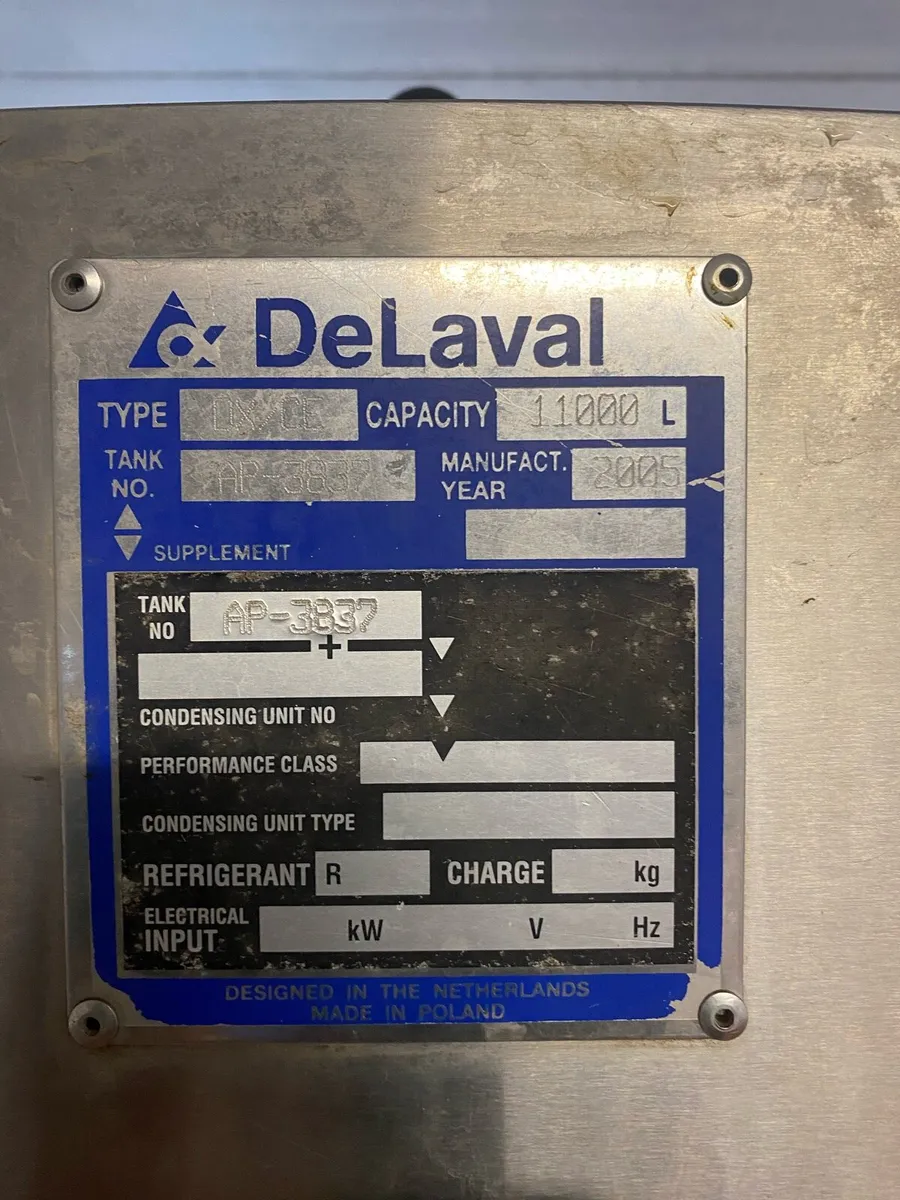 DeLaval
TYPE DX/CE CAPACITY 11000 L
TANK NO. AP-3837 MANUFACT. YEAR 2005
SUPPLEMENT
TANK NO AP-3837
+
CONDENSING UNIT NO
PERFORMANCE CLASS
CONDENSING UNIT TYPE
REFRIGERANT R CHARGE kg
ELECTRICAL INPUT kW V Hz
DESIGNED IN THE NETHERLANDS
MADE IN POLAND